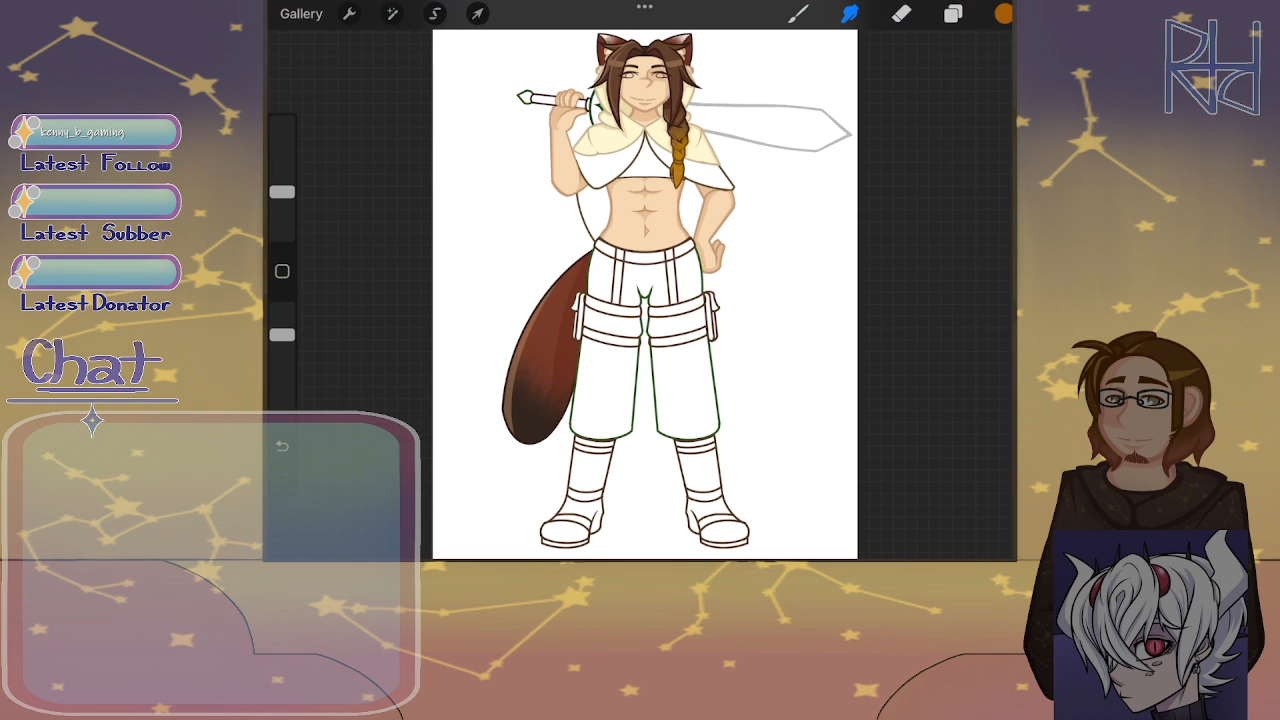 Gallery
kenny_b_gaming
Latest Follow
Latest Subber
Latest Donator
Chat